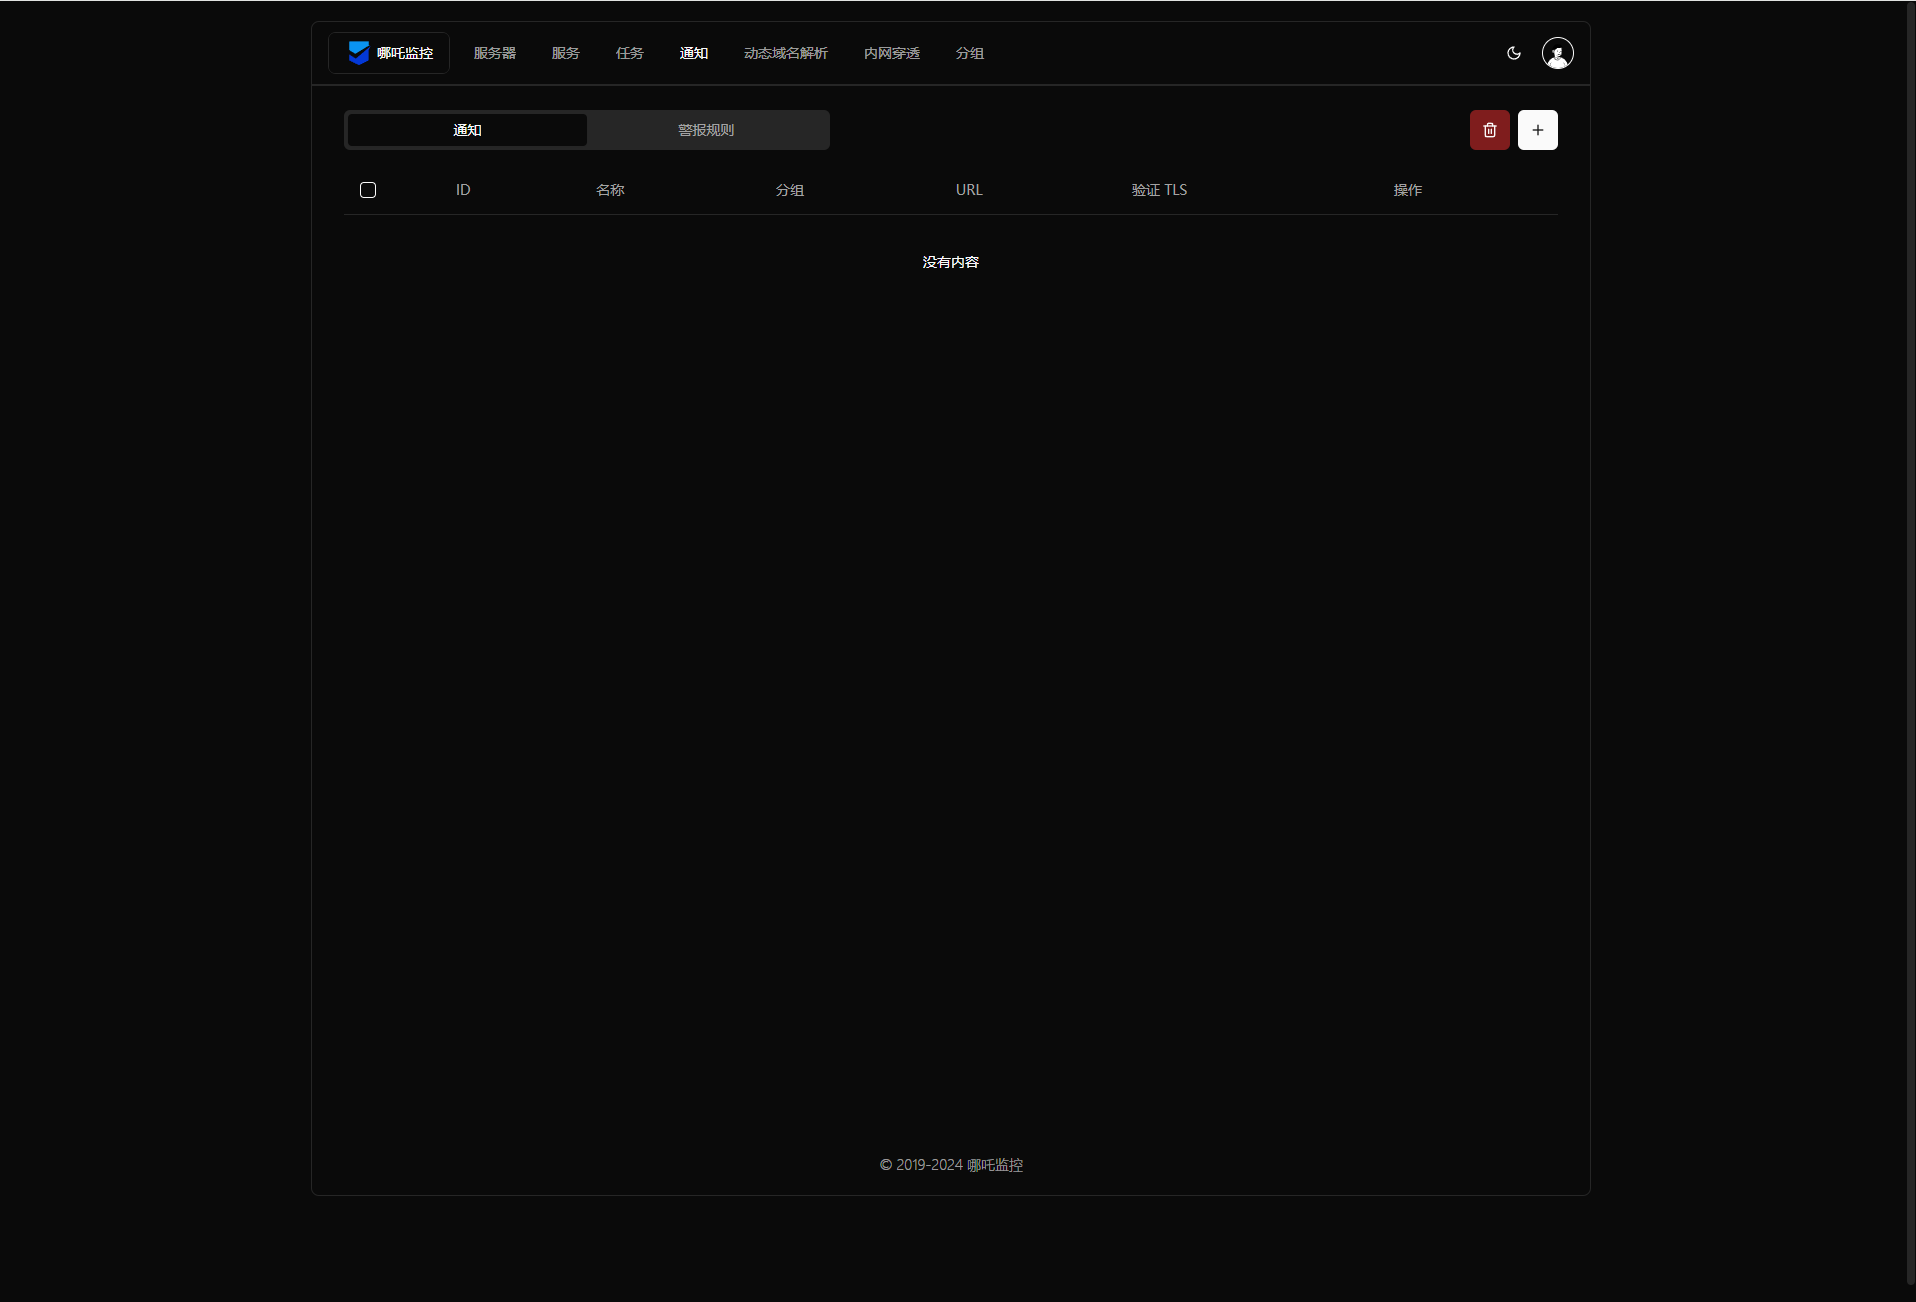 哪吒监控 服务器 服务 任务 通知 动态域名解析 内网穿透 分组
通知 警报规则
ID 名称 分组 URL 验证 TLS 操作
没有内容
© 2019-2024 哪吒监控